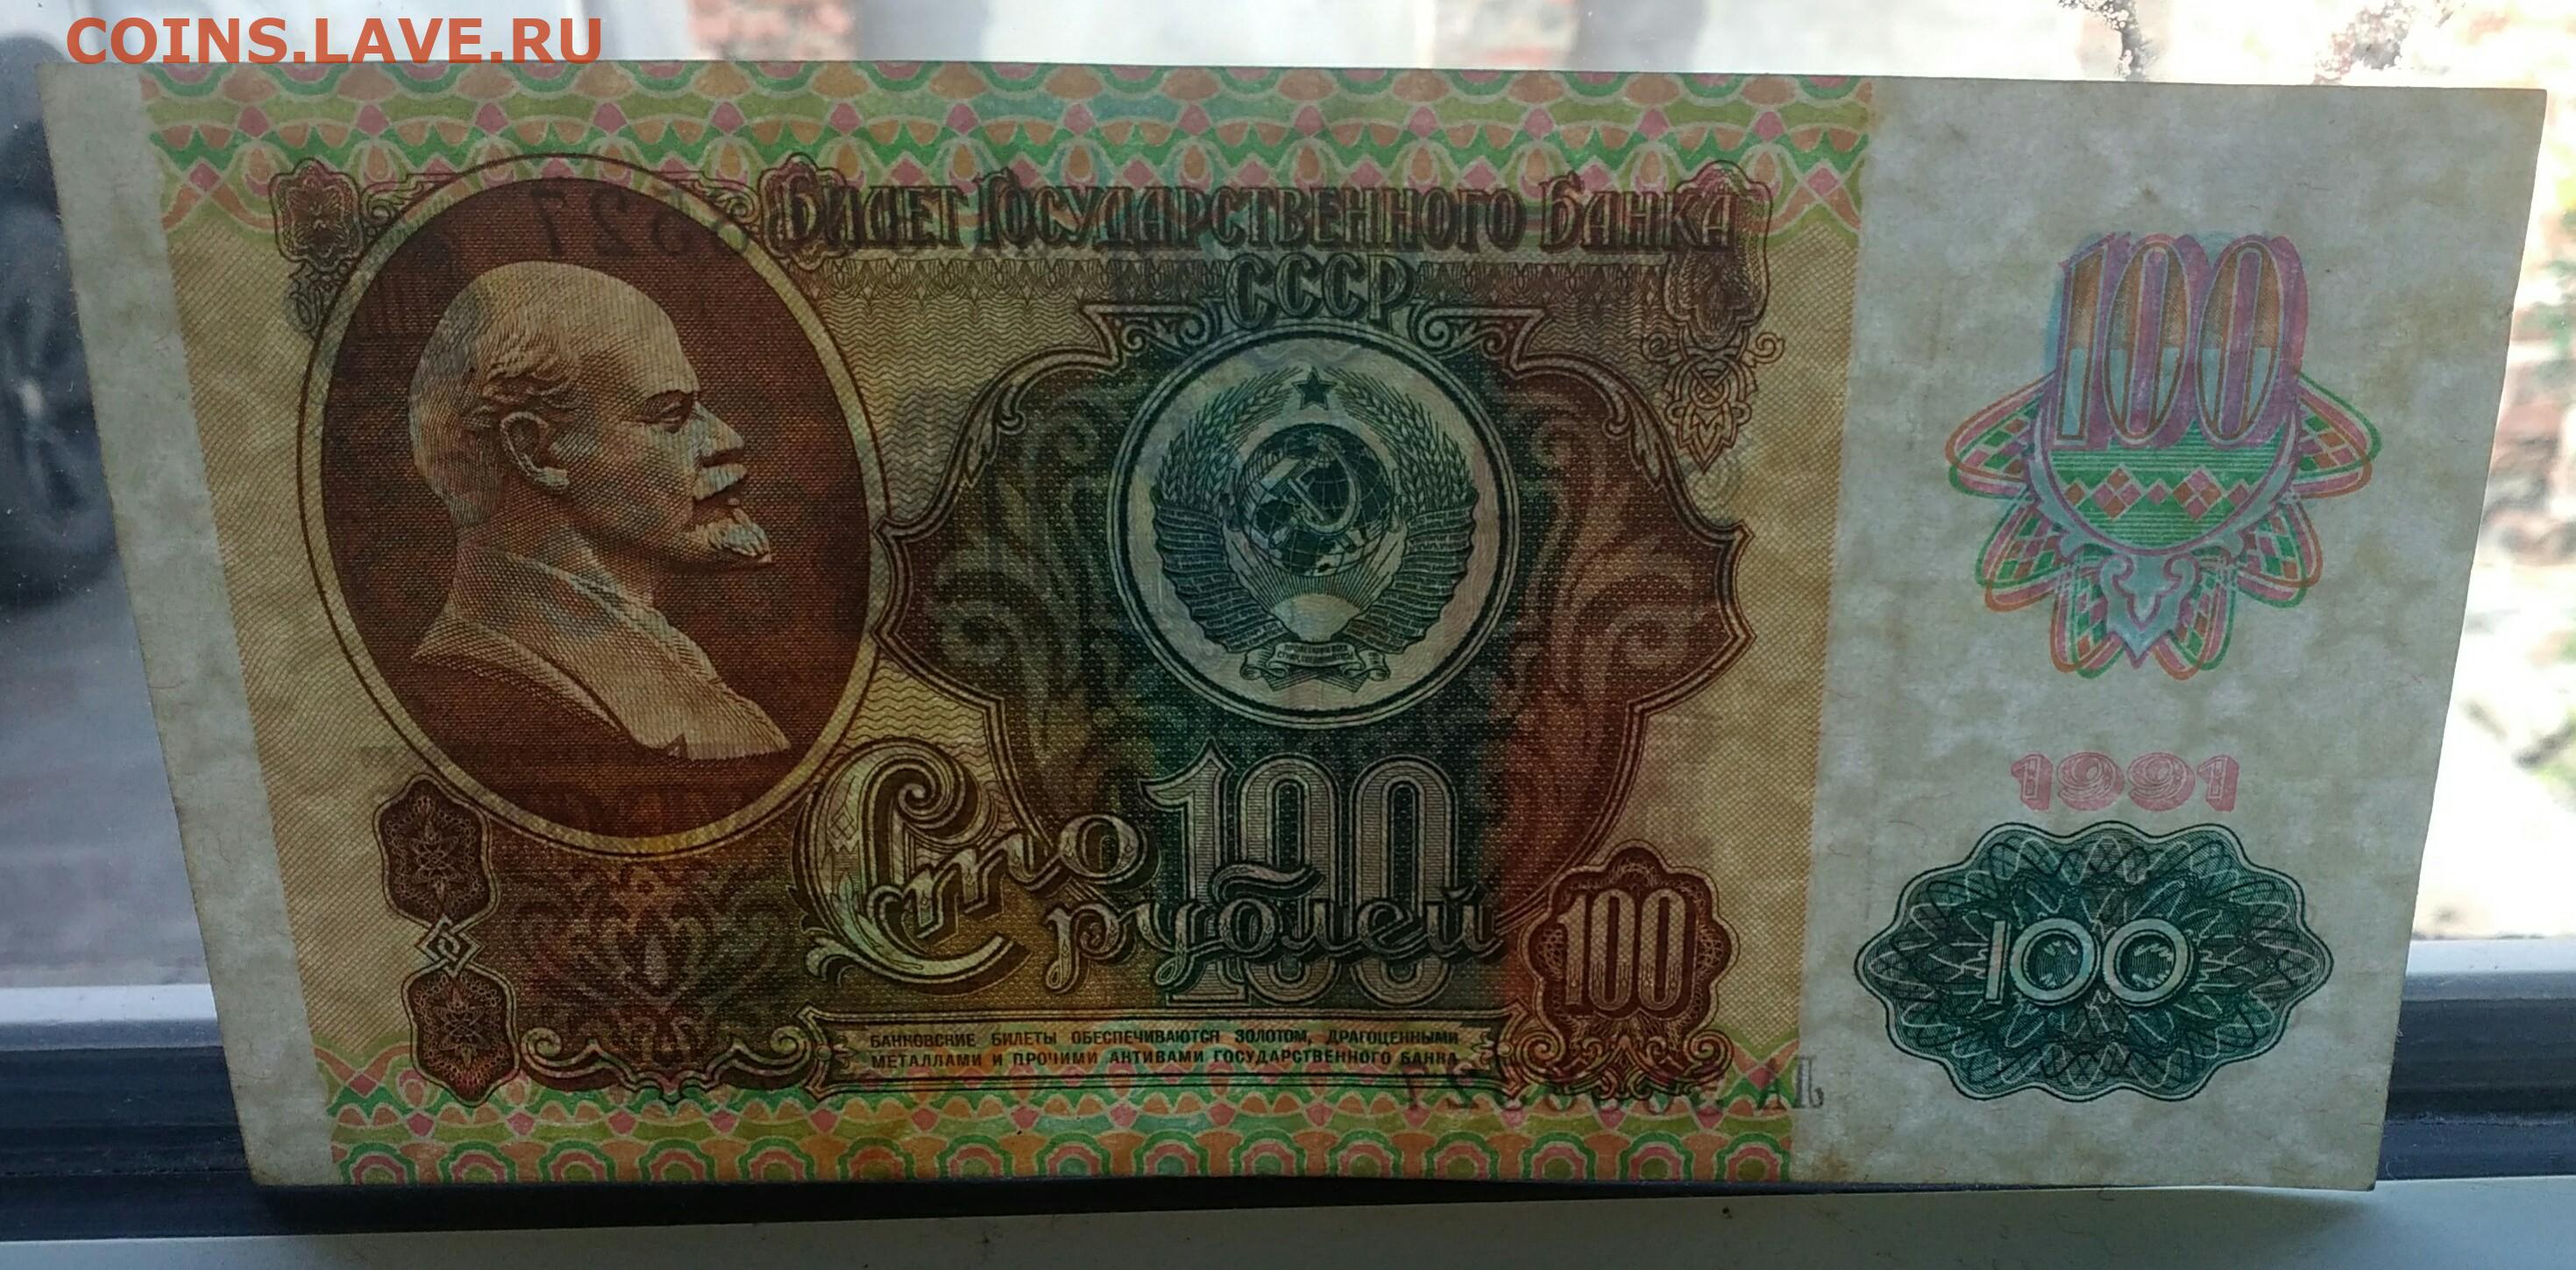 COINS.LAVE.RU
Билет Государственного Банка
СССР
100
1991
Сто
рублей
100
100
100
БАНКОВСКИЕ БИЛЕТЫ ОБЕСПЕЧИВАЮТСЯ ЗОЛОТОМ, ДРАГОЦЕННЫМИ
МЕТАЛЛАМИ И ПРОЧИМИ АКТИВАМИ ГОСУДАРСТВЕННОГО БАНКА